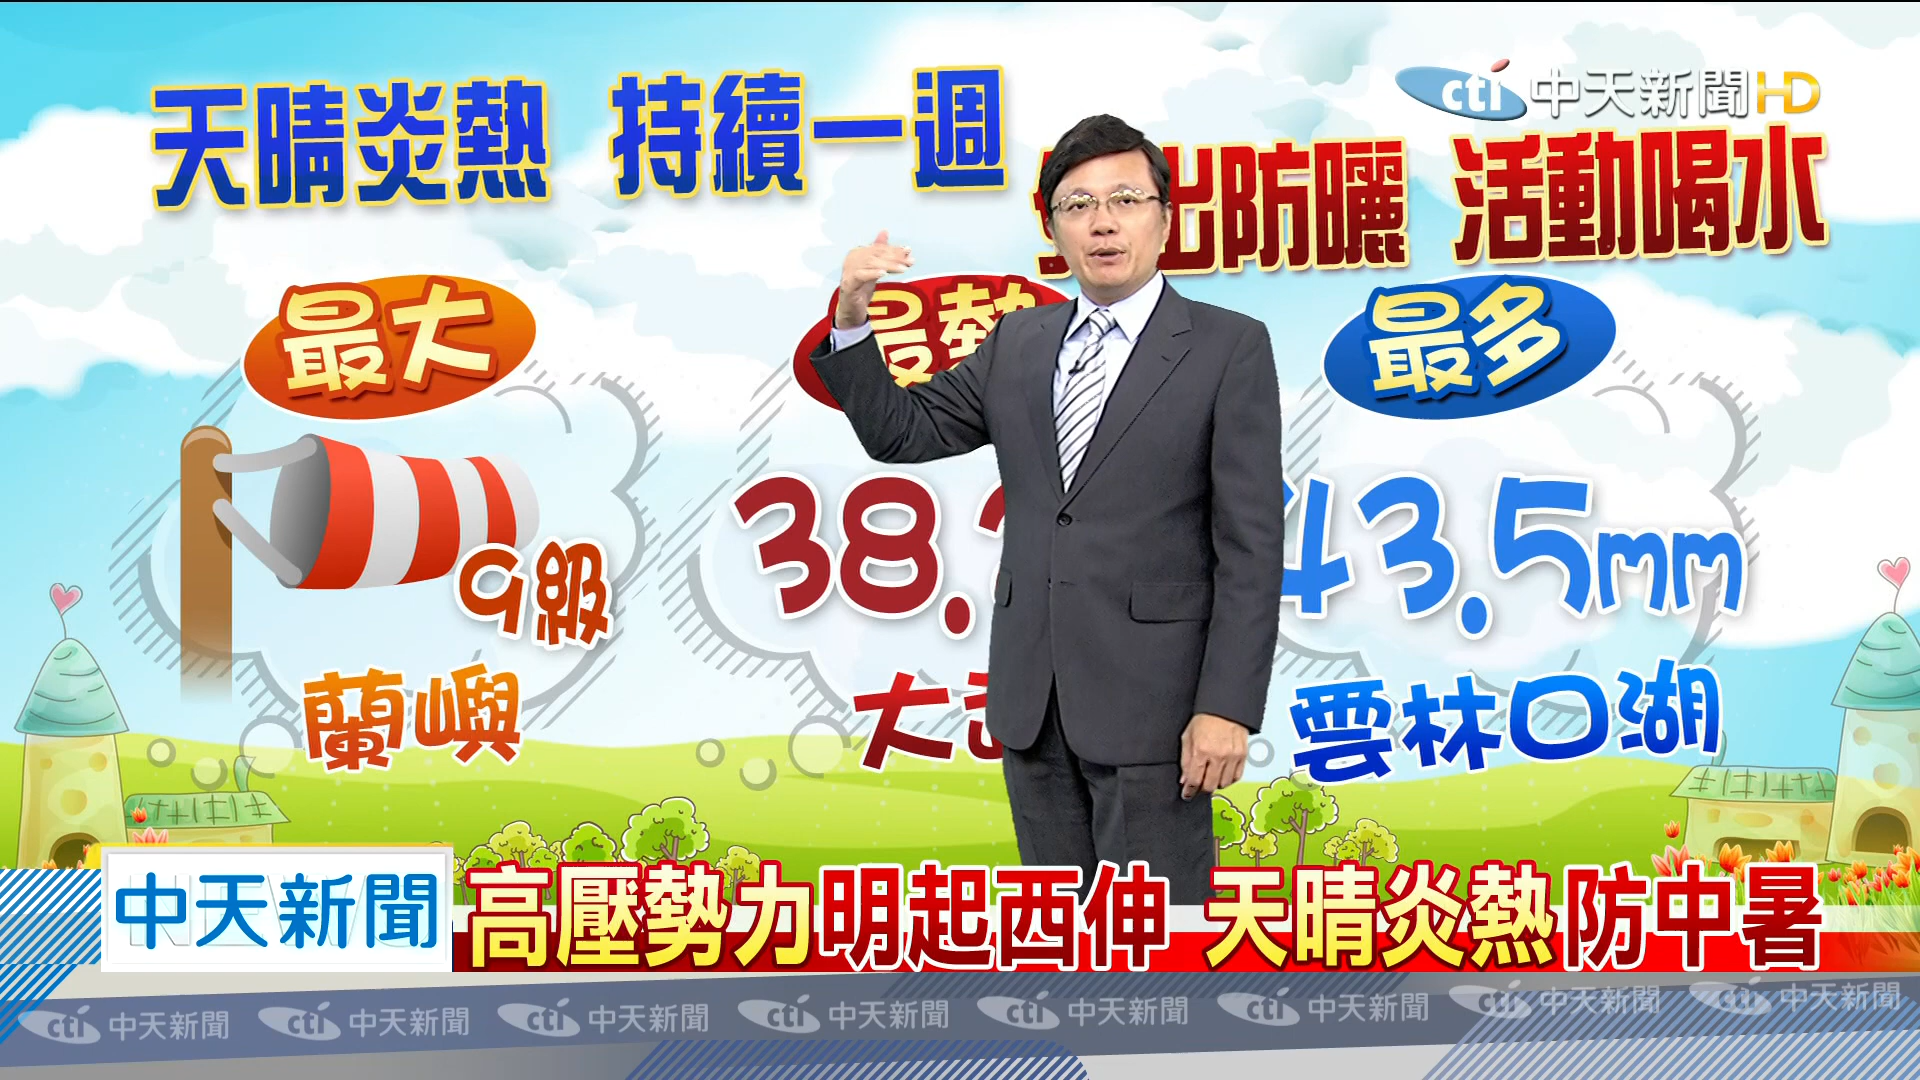 天晴炎熱 持續一週
cti 中天新聞HD
出防曬 活動喝水
最大
最熱
最多
9級
38.
43.5mm
蘭嶼
大
雲林口湖
中天新聞
高壓勢力明起西伸 天晴炎熱防中暑
cti 中天新聞 cti 中天新聞 cti 中天新聞 cti 中天新聞 cti 中天新聞 cti 中天新聞 cti 中天新聞 cti 中天新聞